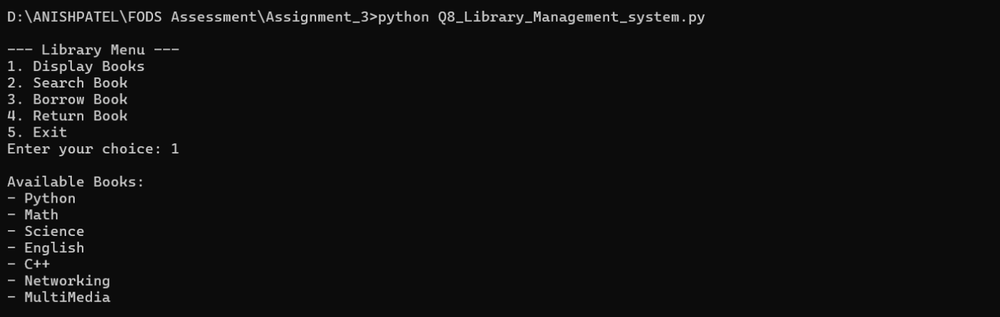 D:\ANISHPATEL\FODS Assessment\Assignment_3>python Q8_Library_Management_system.py
--- Library Menu ---
1. Display Books
2. Search Book
3. Borrow Book
4. Return Book
5. Exit
Enter your choice: 1
Available Books:
- Python
- Math
- Science
- English
- C++
- Networking
- MultiMedia